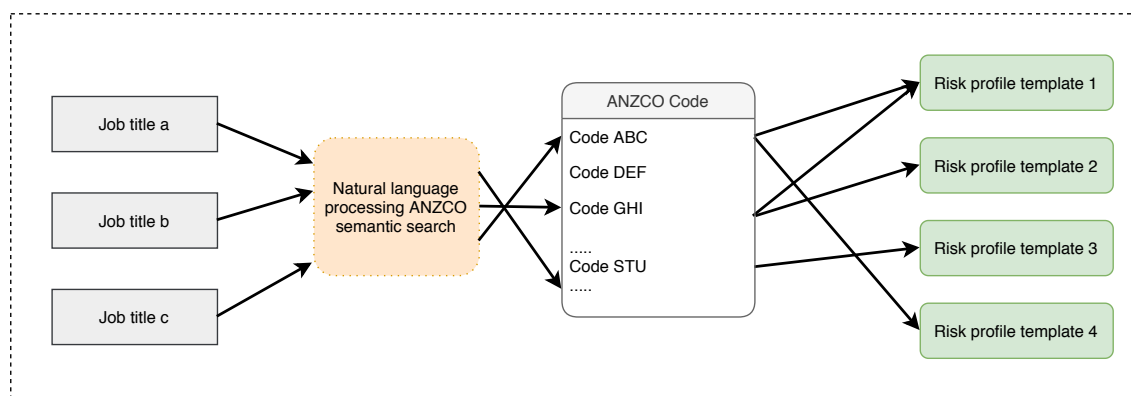 Job title a
Job title b
Job title c
Natural language
processing ANZCO
semantic search
ANZCO Code
Code ABC
Code DEF
Code GHI
.....
Code STU
.....
Risk profile template 1
Risk profile template 2
Risk profile template 3
Risk profile template 4